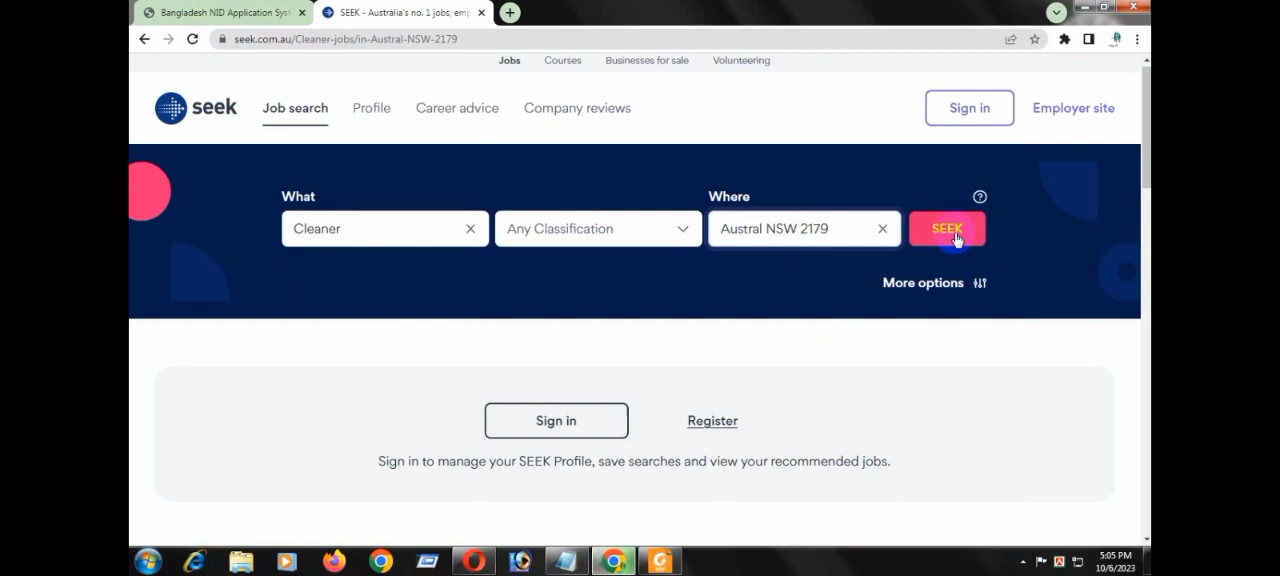 Bangladesh NID Application Syst
SEEK - Australia's no. 1 jobs, emp
seek.com.au/Cleaner-jobs/in-Austral-NSW-2179
Jobs Courses Businesses for sale Volunteering
seek Job search Profile Career advice Company reviews Sign in Employer site
What Where
Cleaner Any Classification Austral NSW 2179 SEEK
More options
Sign in Register
Sign in to manage your SEEK Profile, save searches and view your recommended jobs.
5:05 PM
10/6/2023